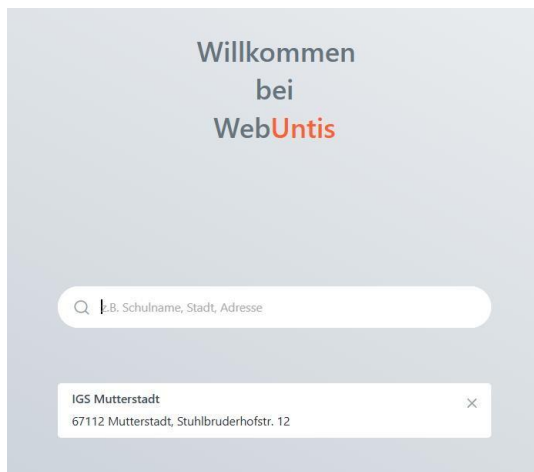 Willkommen
bei
WebUntis
z.B. Schulname, Stadt, Adresse
IGS Mutterstadt
67112 Mutterstadt, Stuhlbruderhofstr. 12